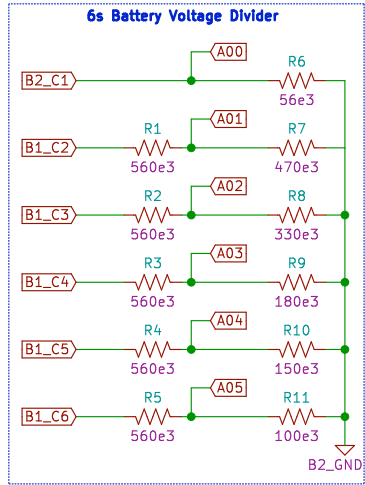 6s Battery Voltage Divider
A00
R6
B2_C1
56e3
A01
R1 R7
B1_C2
560e3 470e3
A02
R2 R8
B1_C3
560e3 330e3
A03
R3 R9
B1_C4
560e3 180e3
A04
R4 R10
B1_C5
560e3 150e3
A05
R5 R11
B1_C6
560e3 100e3
B2_GND